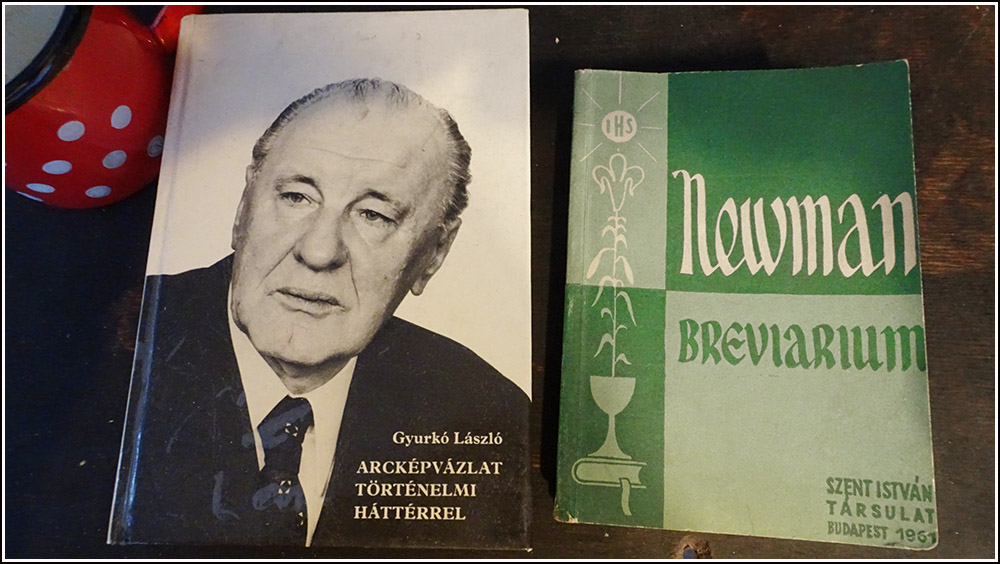 Gyurkó László
ARCKÉPVÁZLAT
TÖRTÉNELMI
HÁTTÉRREL
IHS
Newman
BREVIARIUM
SZENT ISTVÁN
TÁRSULAT
BUDAPEST 1961